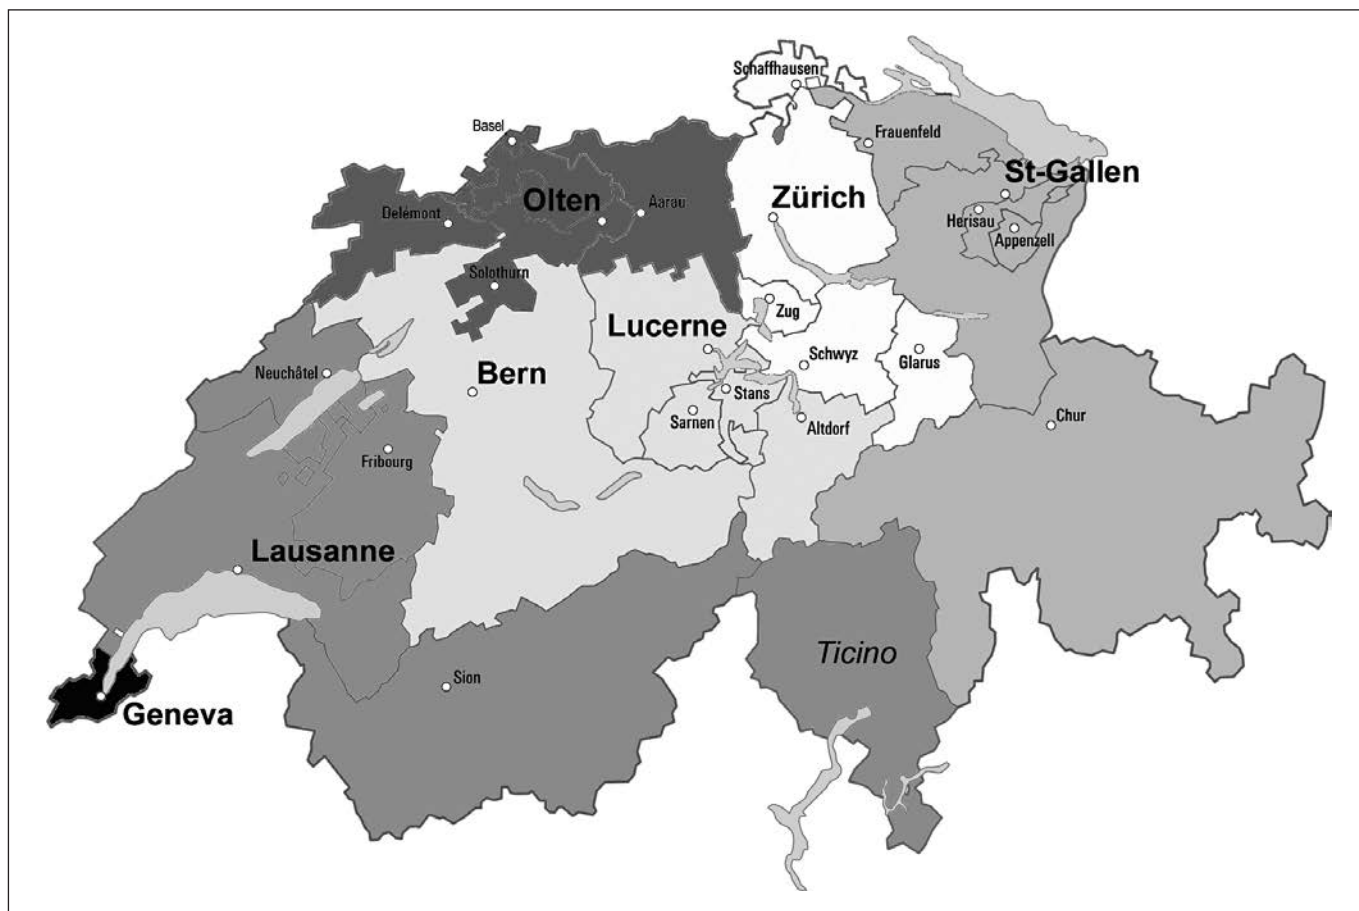 Schaffhausen
Basel
Frauenfeld
St-Gallen
Olten
Aarau
Zürich
Delémont
Herisau
Appenzell
Solothurn
Zug
Lucerne
Schwyz
Glarus
Neuchâtel
Bern
Stans
Sarnen
Altdorf
Chur
Fribourg
Lausanne
Ticino
Sion
Geneva